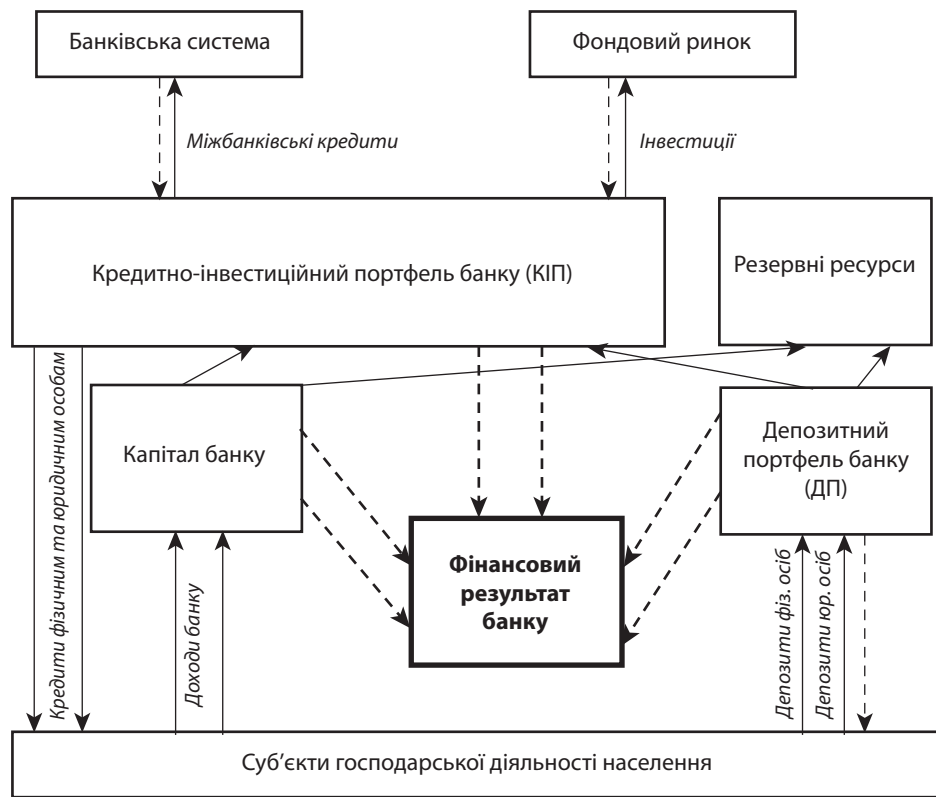 Банківська система
Фондовий ринок
Міжбанківські кредити
Інвестиції
Кредитно-інвестиційний портфель банку (КІП)
Резервні ресурси
Кредити фізичним та юридичним особам
Капітал банку
Депозитний
портфель банку
(ДП)
Фінансовий
результат
банку
Доходи банку
Депозити фіз. осіб
Депозити юр. осіб
Суб’єкти господарської діяльності населення